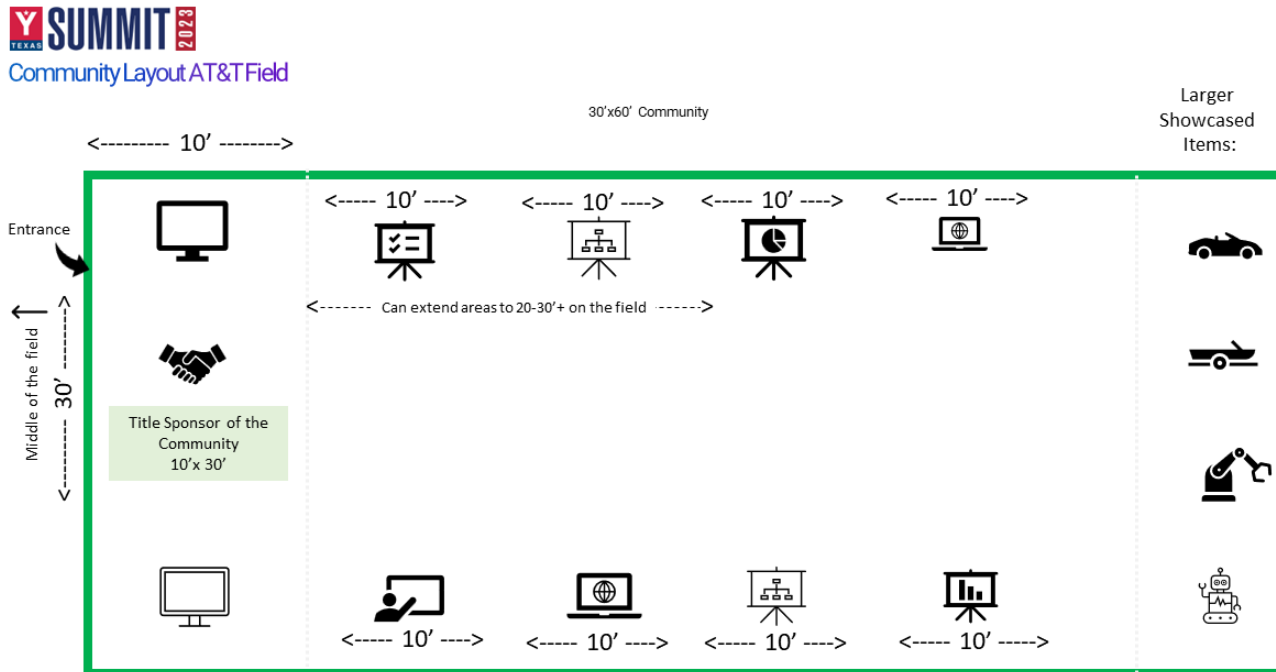 Y
TEXAS
SUMMIT
2023
Community Layout AT&T Field
30'x60' Community
Larger
Showcased
Items:
<--------- 10' -------->
<----- 10' ---->
<----- 10' ---->
<----- 10' ---->
<----- 10' ---->
Entrance
<------- Can extend areas to 20-30'+ on the field ------>
Middle of the field
<------- 30' ------->
Title Sponsor of the
Community
10'x 30'
<----- 10' ---->
<----- 10' ---->
<----- 10' ---->
<----- 10' ---->